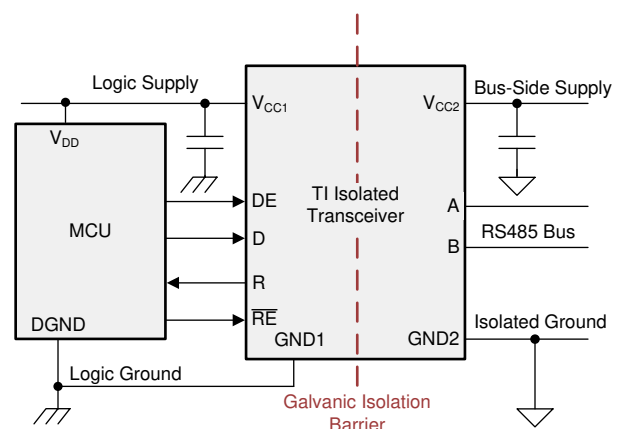 Logic Supply
Bus-Side Supply
VCC1
VCC2
VDD
TI Isolated
Transceiver
DE
A
MCU
D
RS485 Bus
B
R
DGND
RE
GND1
GND2
Isolated Ground
Logic Ground
Galvanic Isolation
Barrier